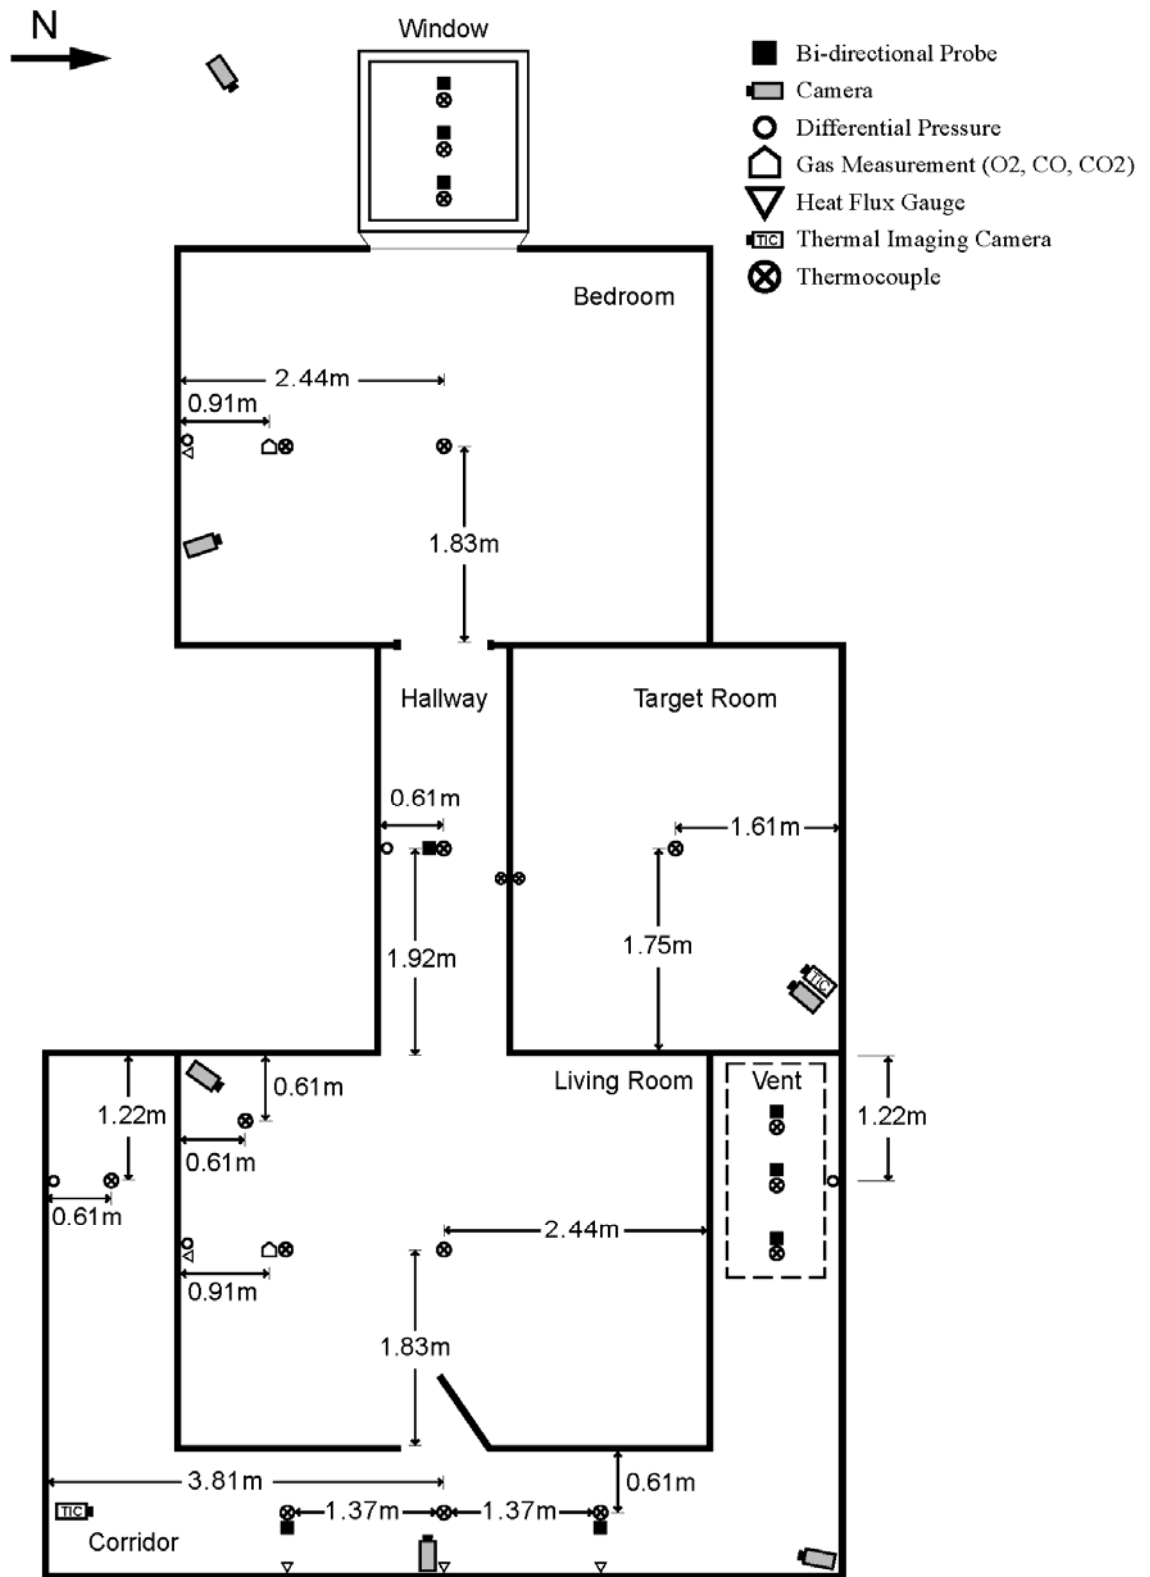 N
Window
Bi-directional Probe
Camera
Differential Pressure
Gas Measurement (O2, CO, CO2)
Heat Flux Gauge
TIC Thermal Imaging Camera
Thermocouple
Bedroom
2.44m
0.91m
1.83m
Hallway
Target Room
0.61m
1.61m
1.92m
1.75m
TIC
Living Room
Vent
0.61m
1.22m
1.22m
0.61m
0.61m
2.44m
0.91m
1.83m
3.81m
0.61m
TIC
1.37m
1.37m
Corridor